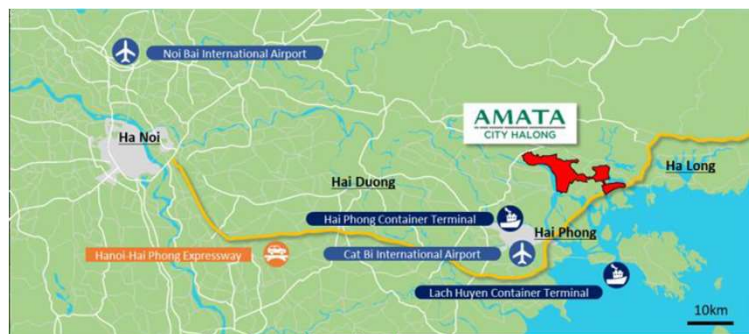 Noi Bai International Airport
AMATA
CITY HALONG
Ha Noi
Ha Long
Hai Duong
Hai Phong Container Terminal
Hai Phong
Hanoi-Hai Phong Expressway
Cat Bi International Airport
Lach Huyen Container Terminal
10km